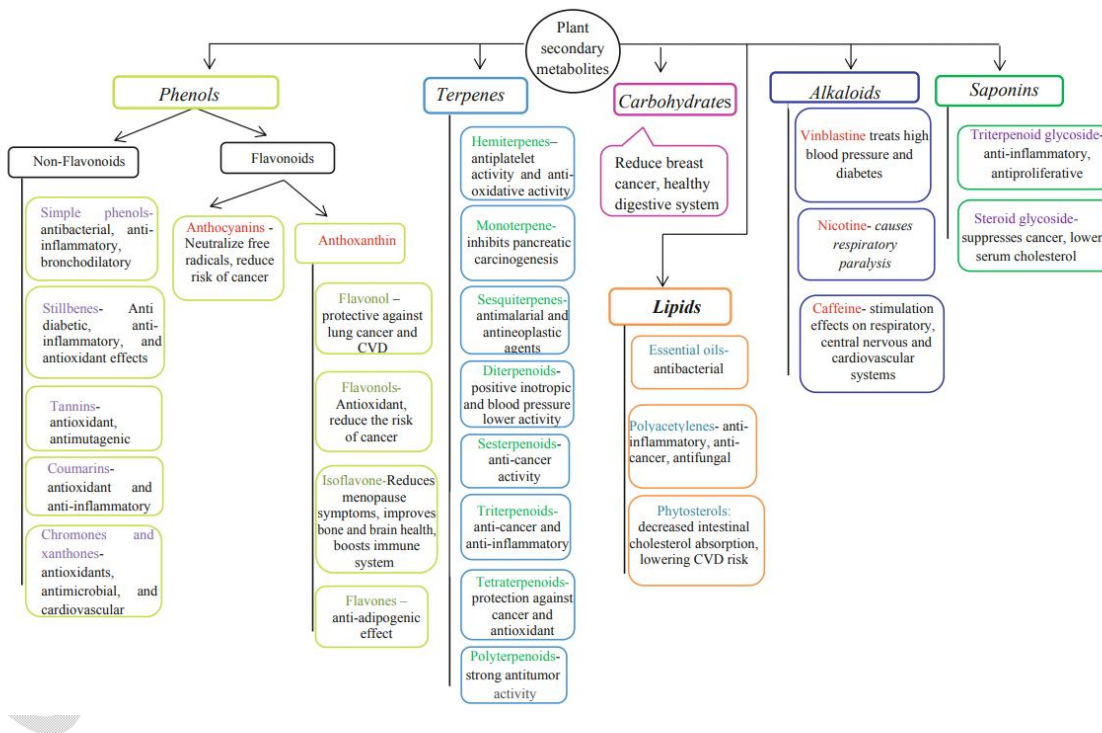 Plant
secondary
metabolites
Phenols
Non-Flavonoids
Simple phenols-
antibacterial, anti-
inflammatory,
bronchodilatory
Stillbenes- Anti
diabetic, anti-
inflammatory, and
antioxidant effects
Tannins-
antioxidant,
antimutagenic
Coumarins-
antioxidant and
anti-inflammatory
Chromones and
xanthones-
antioxidants,
antimicrobial, and
cardiovascular
Flavonoids
Anthocyanins -
Neutralize free
radicals, reduce
risk of cancer
Anthoxanthin
Flavonol –
protective against
lung cancer and
CVD
Flavonols-
Antioxidant,
reduce the risk
of cancer
Isoflavone-Reduces
menopause
symptoms, improves
bone and brain health,
boosts immune
system
Flavones –
anti-adipogenic
effect
Terpenes
Hemiterpenes–
antiplatelet
activity and anti-
oxidative activity
Monoterpene-
inhibits pancreatic
carcinogenesis
Sesquiterpenes-
antimalarial and
antineoplastic
agents
Diterpenoids-
positive inotropic
and blood pressure
lower activity
Sesterpenoids-
anti-cancer
activity
Triterpenoids-
anti-cancer and
anti-inflammatory
Tetraterpenoids-
protection against
cancer and
antioxidant
Polyterpenoids-
strong antitumor
activity
Carbohydrates
Reduce breast
cancer, healthy
digestive system
Lipids
Essential oils-
antibacterial
Polyacetylenes- anti-
inflammatory, anti-
cancer, antifungal
Phytosterols:
decreased intestinal
cholesterol absorption,
lowering CVD risk
Alkaloids
Vinblastine treats high
blood pressure and
diabetes
Nicotine- causes
respiratory
paralysis
Caffeine- stimulation
effects on respiratory,
central nervous and
cardiovascular
systems
Saponins
Triterpenoid glycoside-
anti-inflammatory,
antiproliferative
Steroid glycoside-
suppresses cancer, lower
serum cholesterol